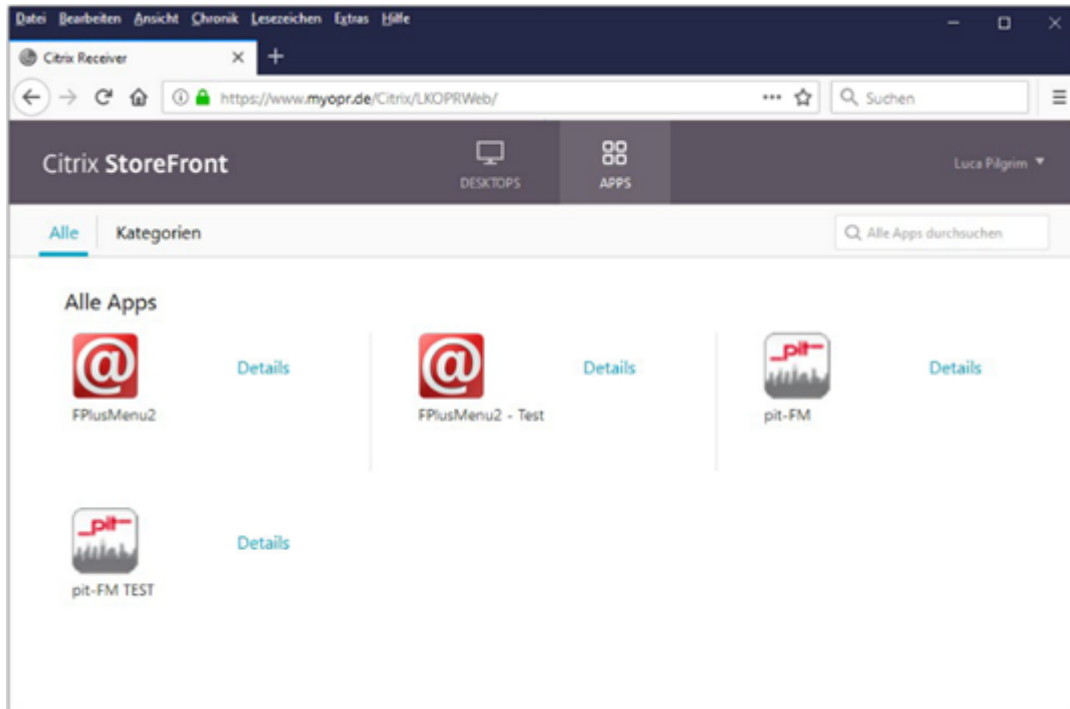 Datei Bearbeiten Ansicht Chronik Lesezeichen Extras Hilfe
Citrix Receiver
https://www.myopr.de/Citrix/LKOPRWeb/
Suchen
Citrix StoreFront
DESKTOPS
APPS
Luca Pilgrim
Alle
Kategorien
Alle Apps durchsuchen
Alle Apps
@ Details
@ Details
pit Details
FPlusMenu2
FPlusMenu2 - Test
pit-FM
pit Details
pit-FM TEST